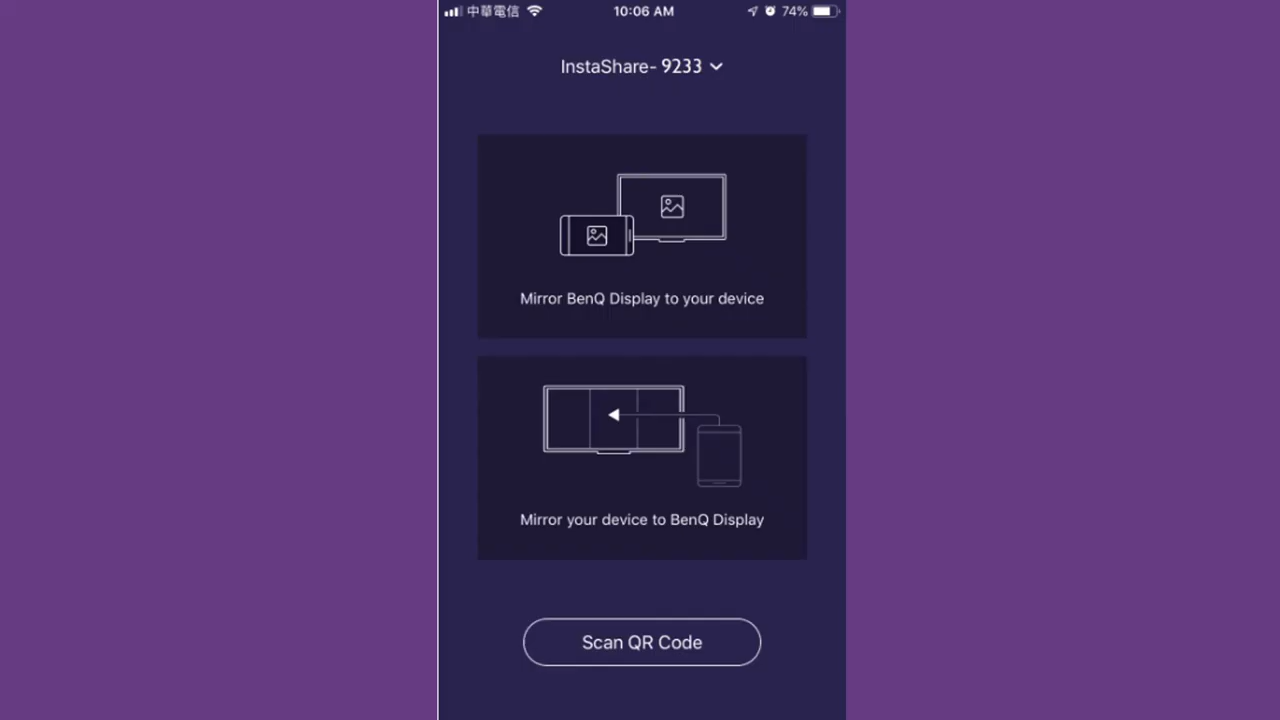 中華電信 10:06 AM 74%
InstaShare- 9233
Mirror BenQ Display to your device
Mirror your device to BenQ Display
Scan QR Code